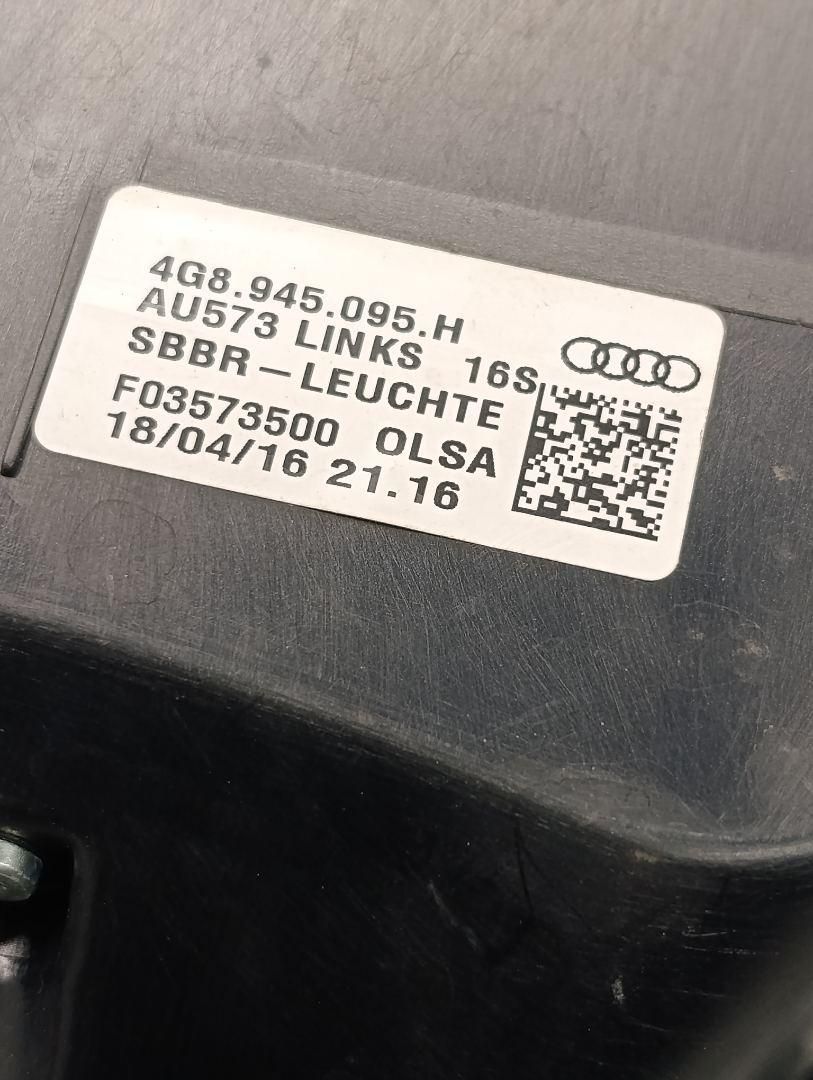 4G8.945.095.H
AU573 LINKS 16S
SBBR-LEUCHTE
F03573500 OLSA
18/04/16 21.16